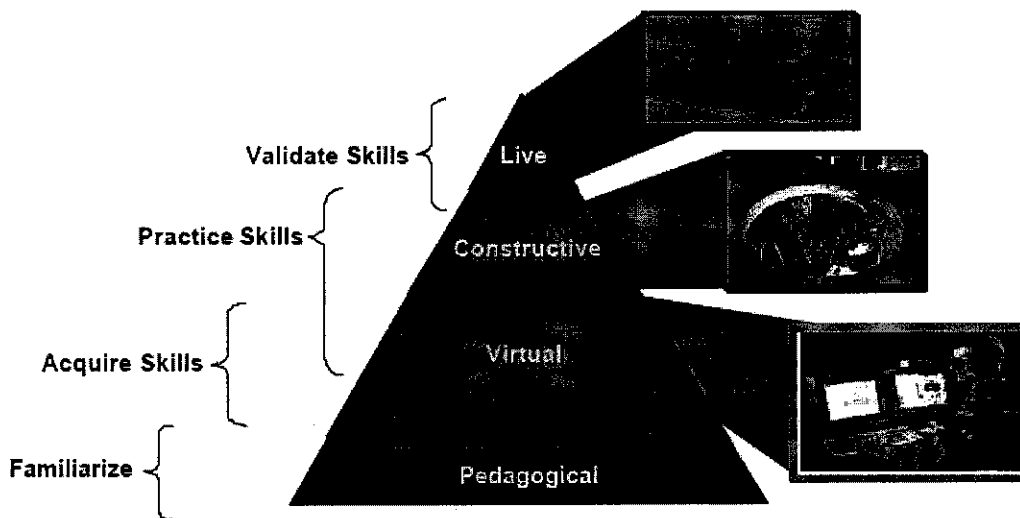 Validate Skills
Live
Practice Skills
Constructive
Acquire Skills
Virtual
Familiarize
Pedagogical